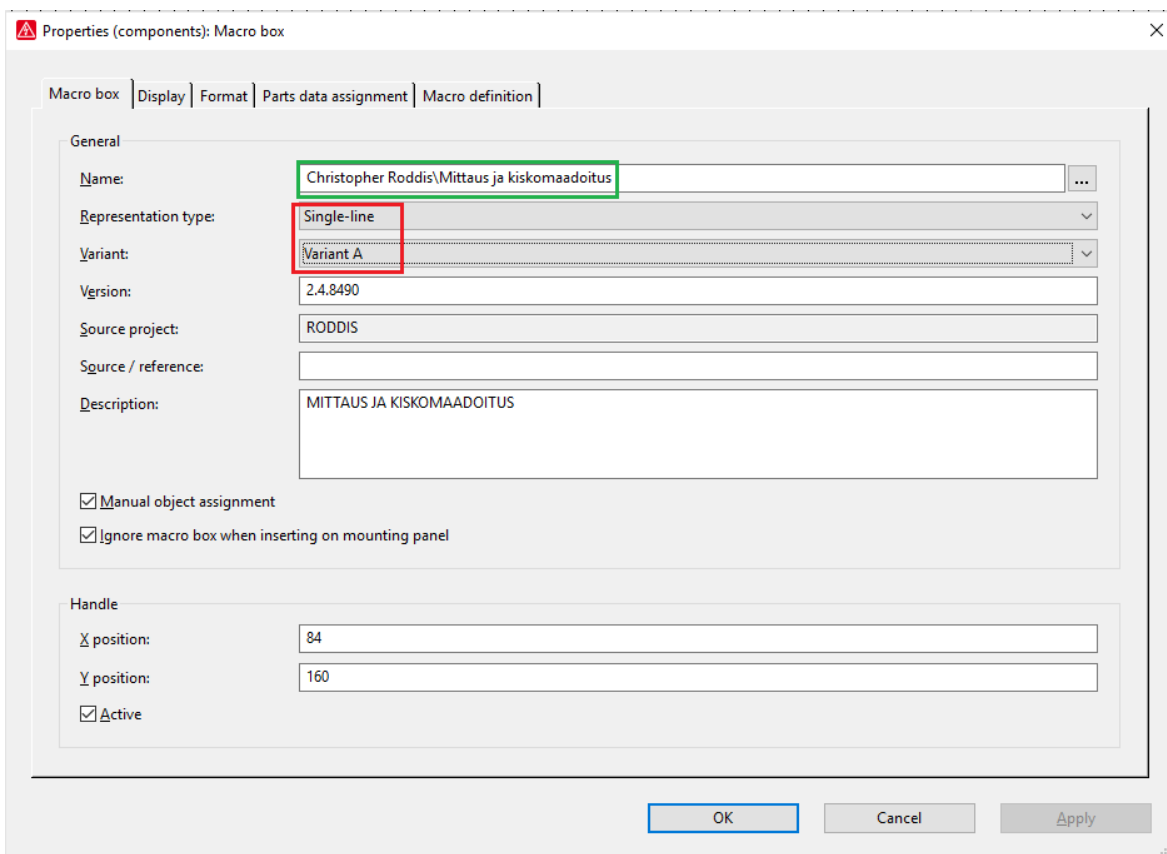 Properties (components): Macro box
Macro box Display Format Parts data assignment Macro definition
General
Name: Christopher Roddis\Mittaus ja kiskomaadoitus ...
Representation type: Single-line
Variant: Variant A
Version: 2.4.8490
Source project: RODDIS
Source / reference:
Description: MITTAUS JA KISKOMAADOITUS
Manual object assignment
Ignore macro box when inserting on mounting panel
Handle
X position: 84
Y position: 160
Active
OK Cancel Apply